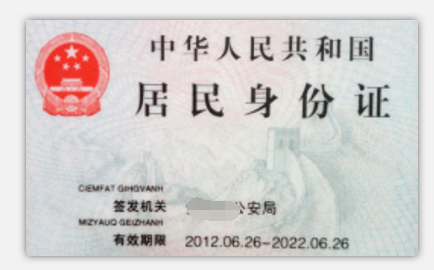 中华人民共和国
居民身份证
CIEMFAT GIHGVANH
签发机关 公安局
MIZYAUQ GEIZHANH
有效期限 2012.06.26-2022.06.26